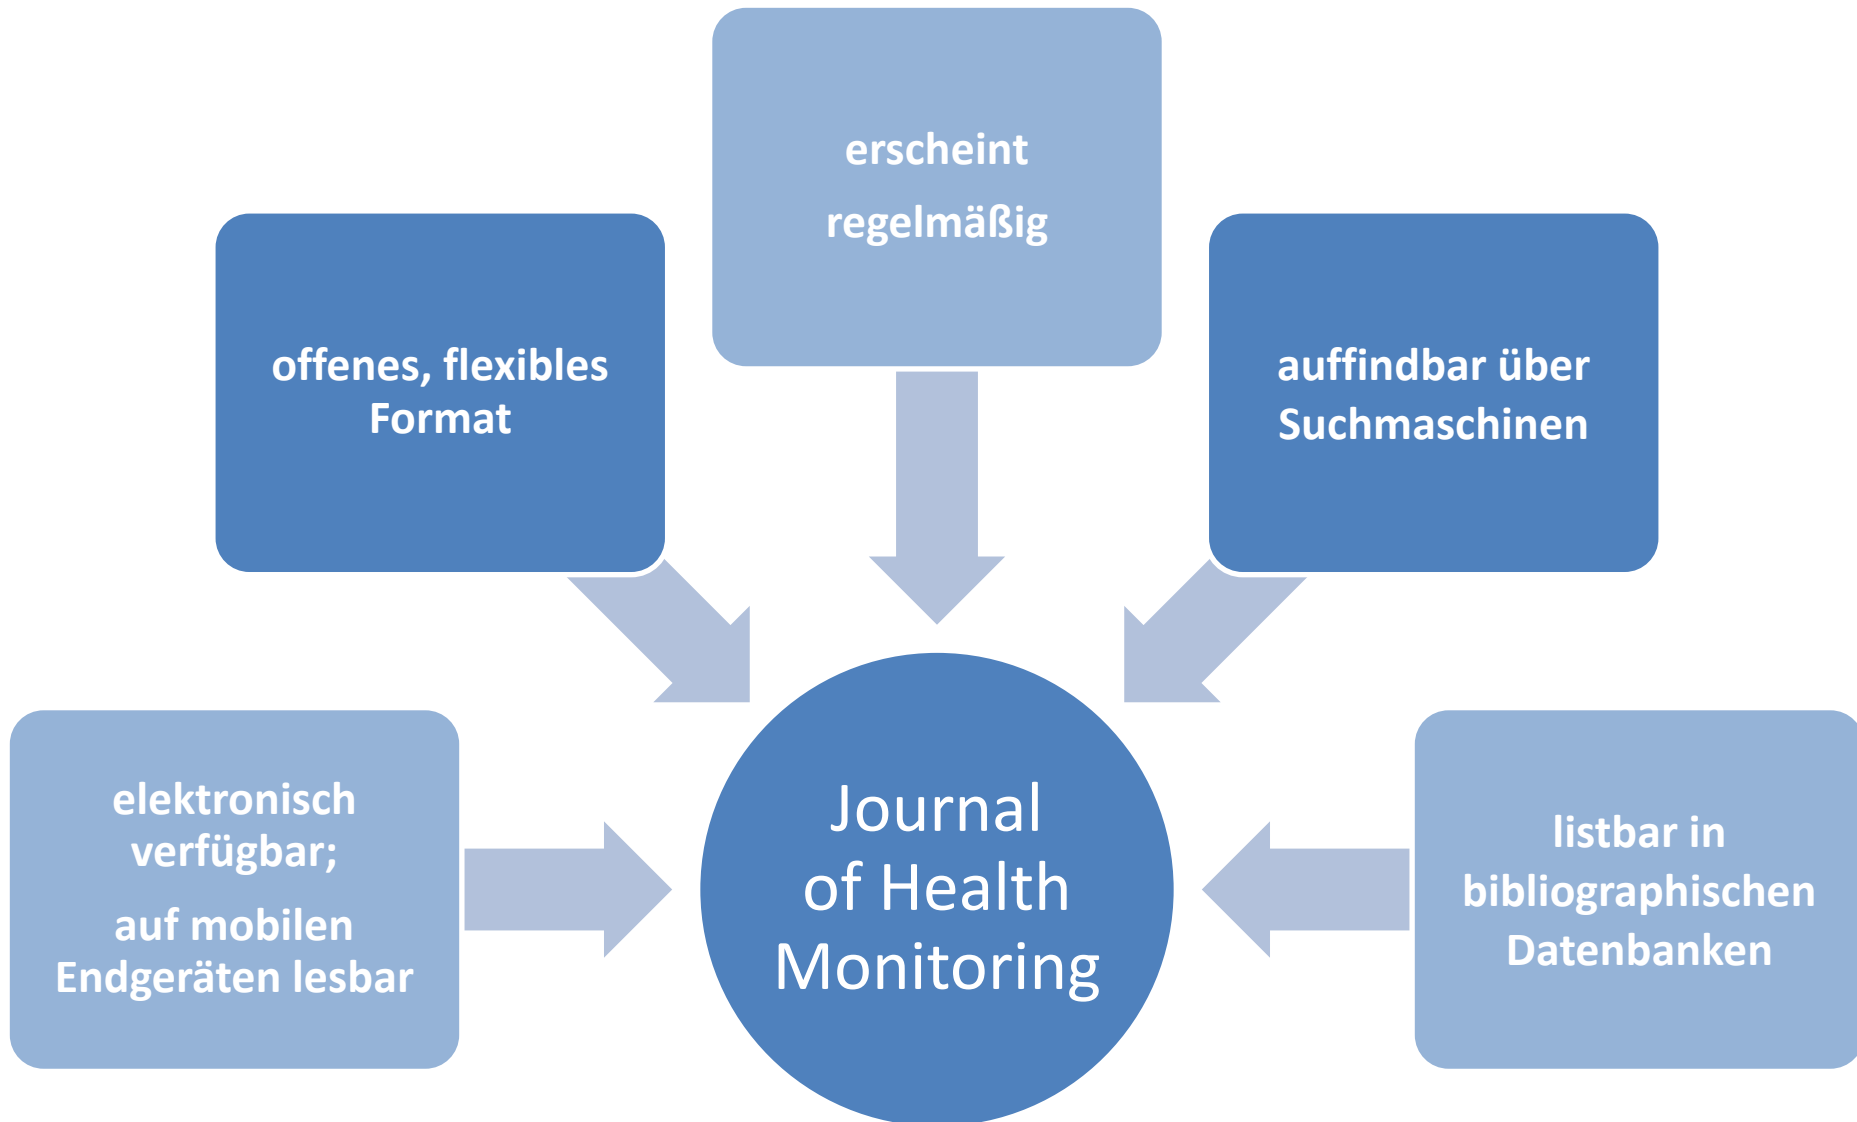 erscheint
regelmäßig
offenes, flexibles
Format
auffindbar über
Suchmaschinen
elektronisch
verfügbar;
auf mobilen
Endgeräten lesbar
Journal
of Health
Monitoring
listbar in
bibliographischen
Datenbanken